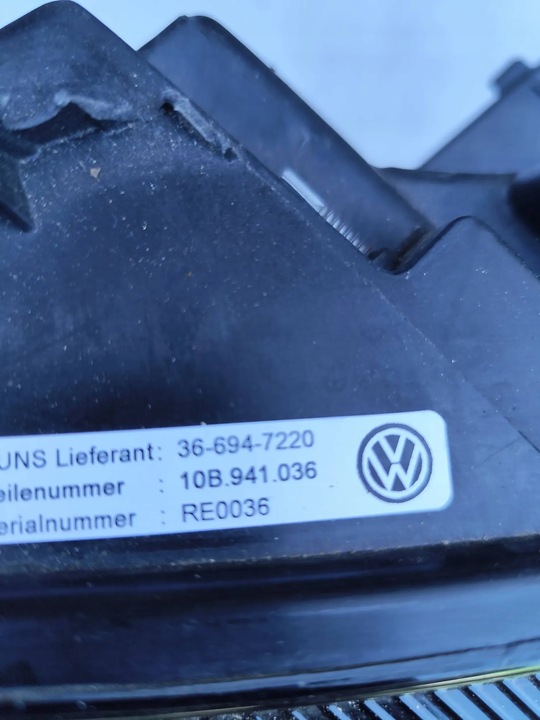 UNS Lieferant: 36-694-7220
eilenummer : 10B.941.036
erialnummer : RE0036